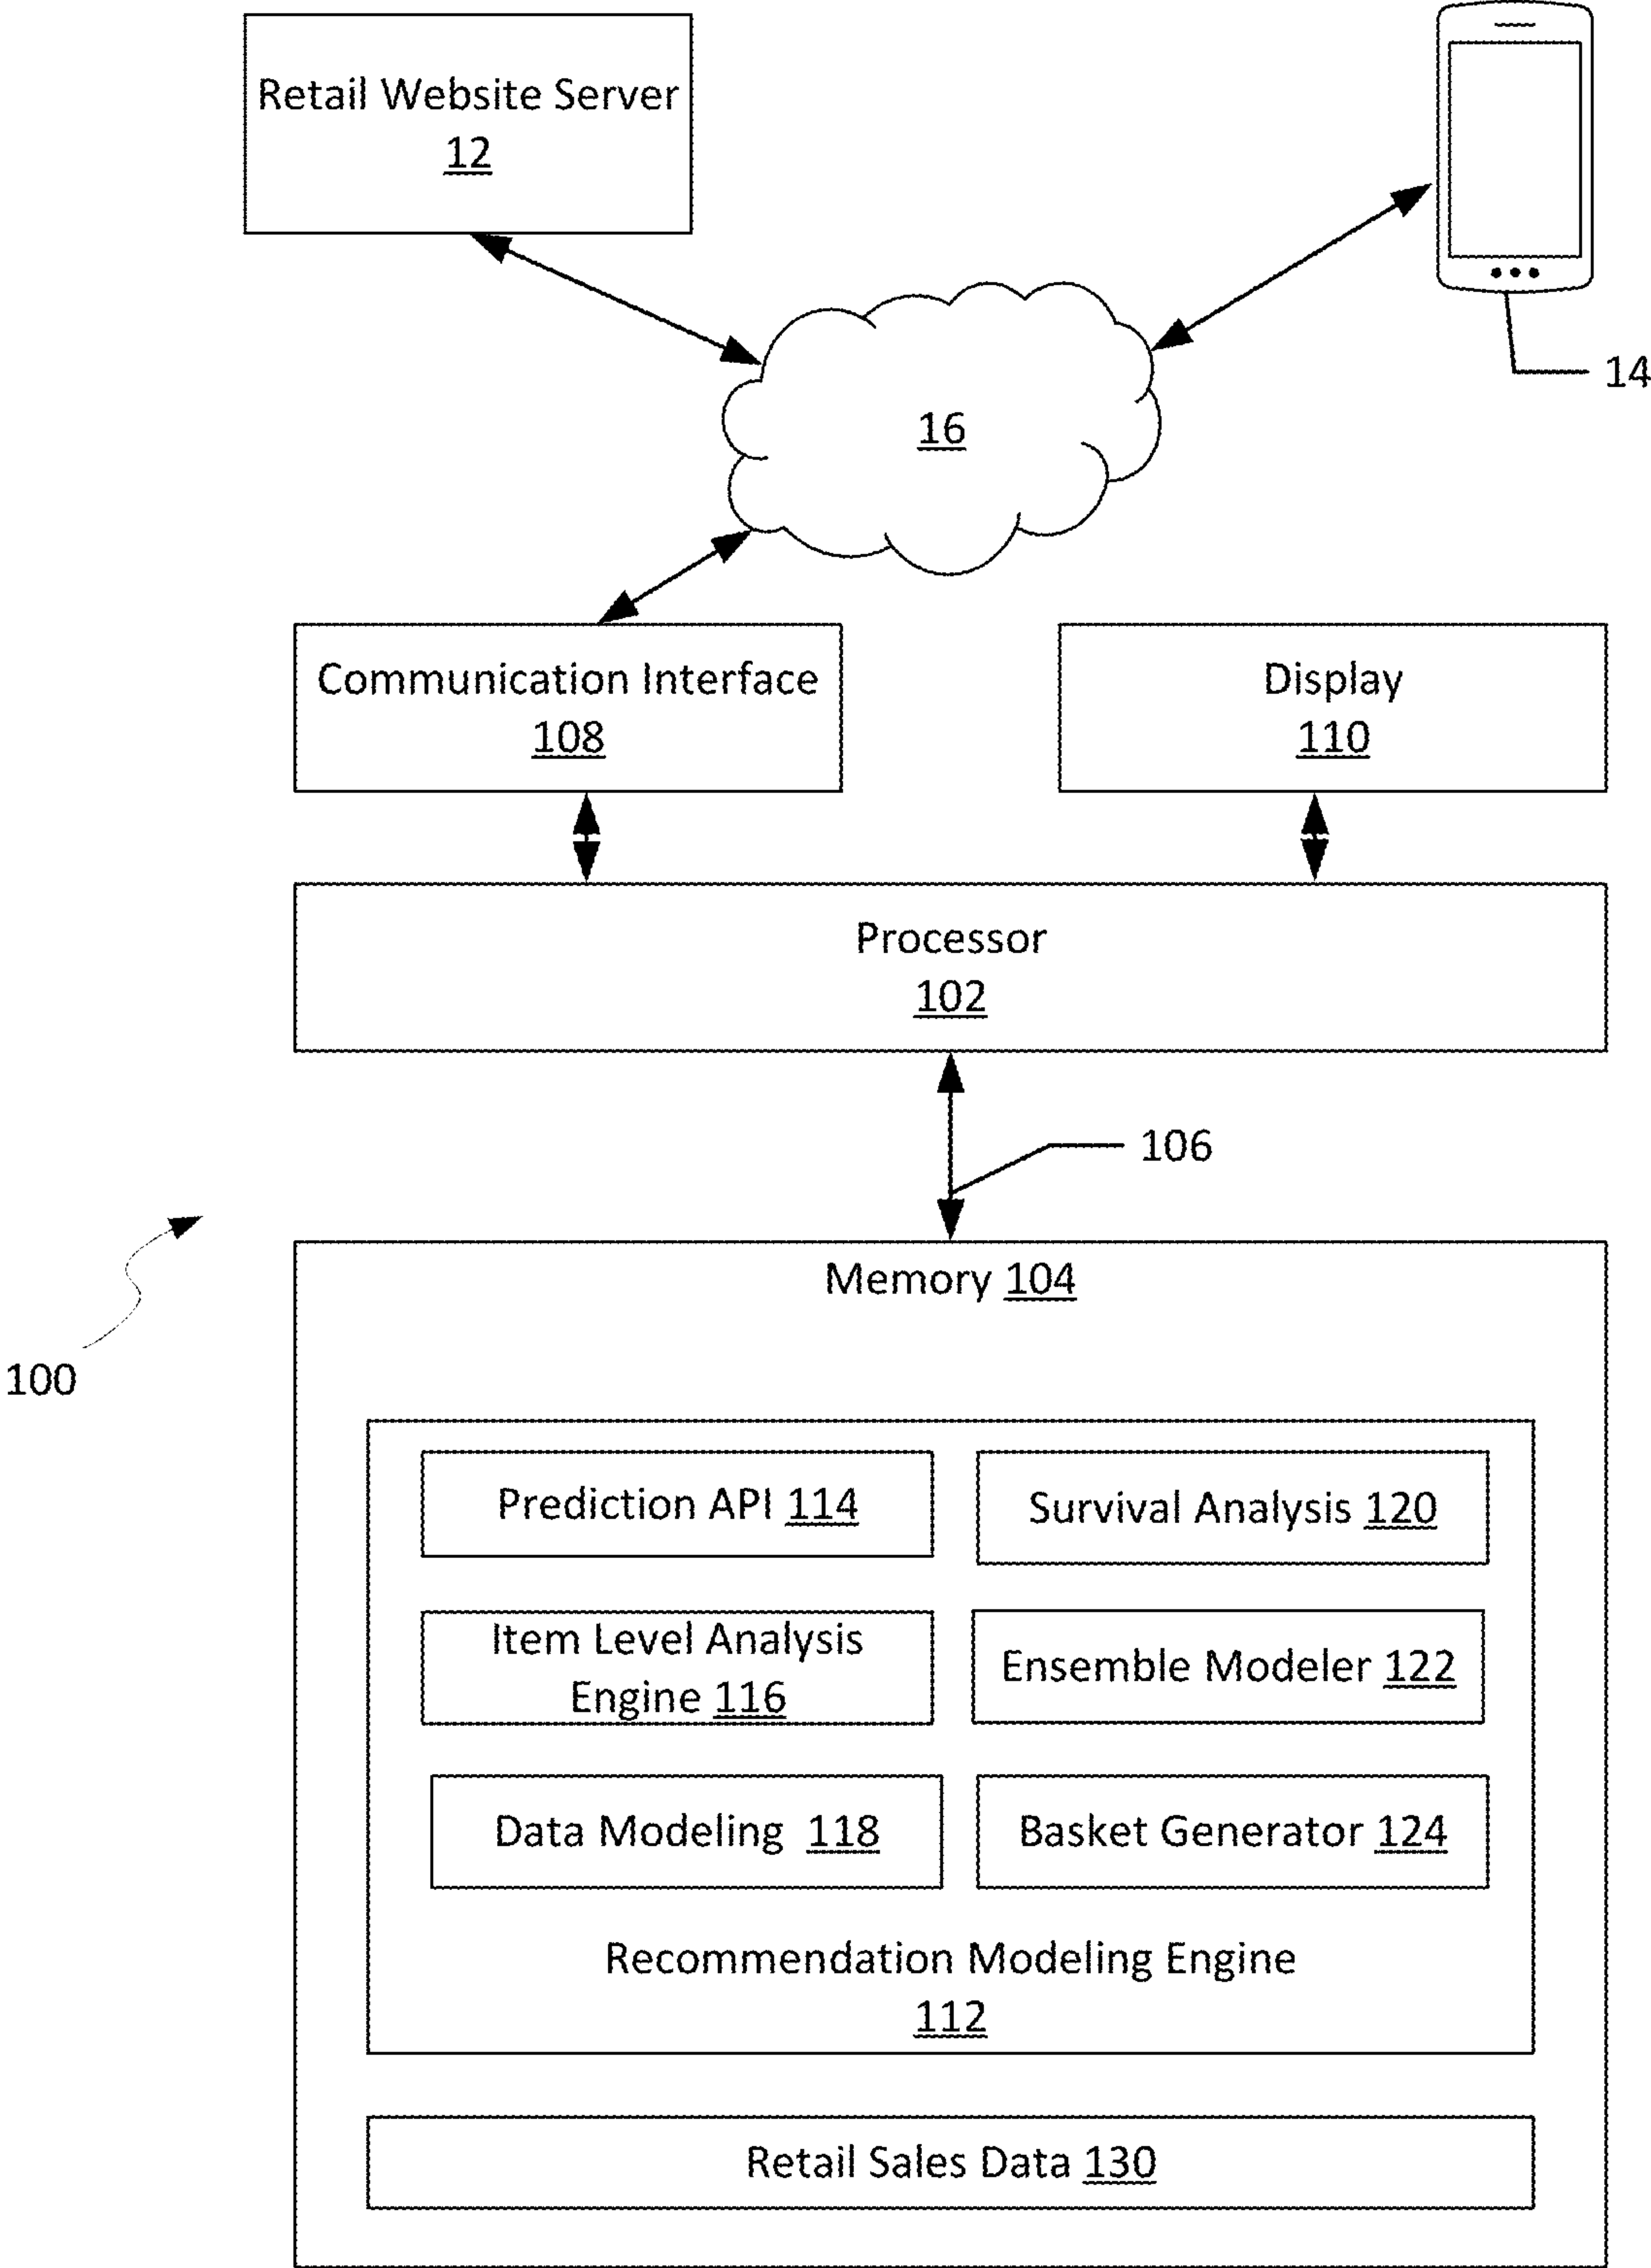 Retail Website Server
12
14
16
Communication Interface
108
Display
110
Processor
102
106
Memory 104
100
Prediction API 114
Survival Analysis 120
Item Level Analysis
Engine 116
Ensemble Modeler 122
Data Modeling 118
Basket Generator 124
Recommendation Modeling Engine
112
Retail Sales Data 130